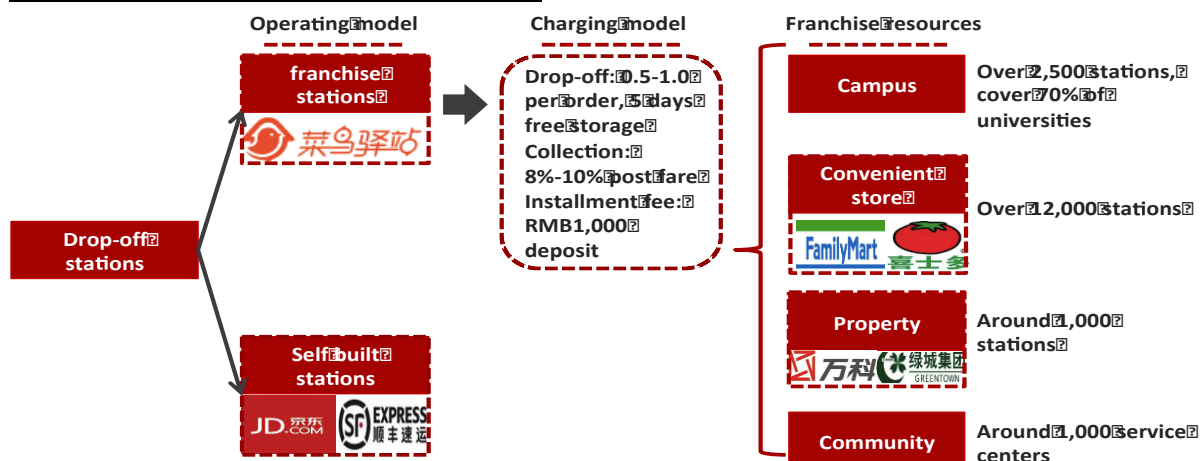 Operating model
Charging model
Franchise resources
franchise
stations
菜鸟驿站
Drop-off: 0.5-1.0
per order, 5 days
free storage
Collection:
8%-10% post fare
Installment fee:
RMB1,000
deposit
Campus
Over 2,500 stations,
cover 70% of
universities
Convenient
store
FamilyMart
喜士多
Over 12,000 stations
Drop-off
stations
Property
万科
绿城集团
GREENTOWN
Around 1,000
stations
Self built
stations
JD.京东
COM
SF
EXPRESS
顺丰速运
Community
Around 1,000 service
centers